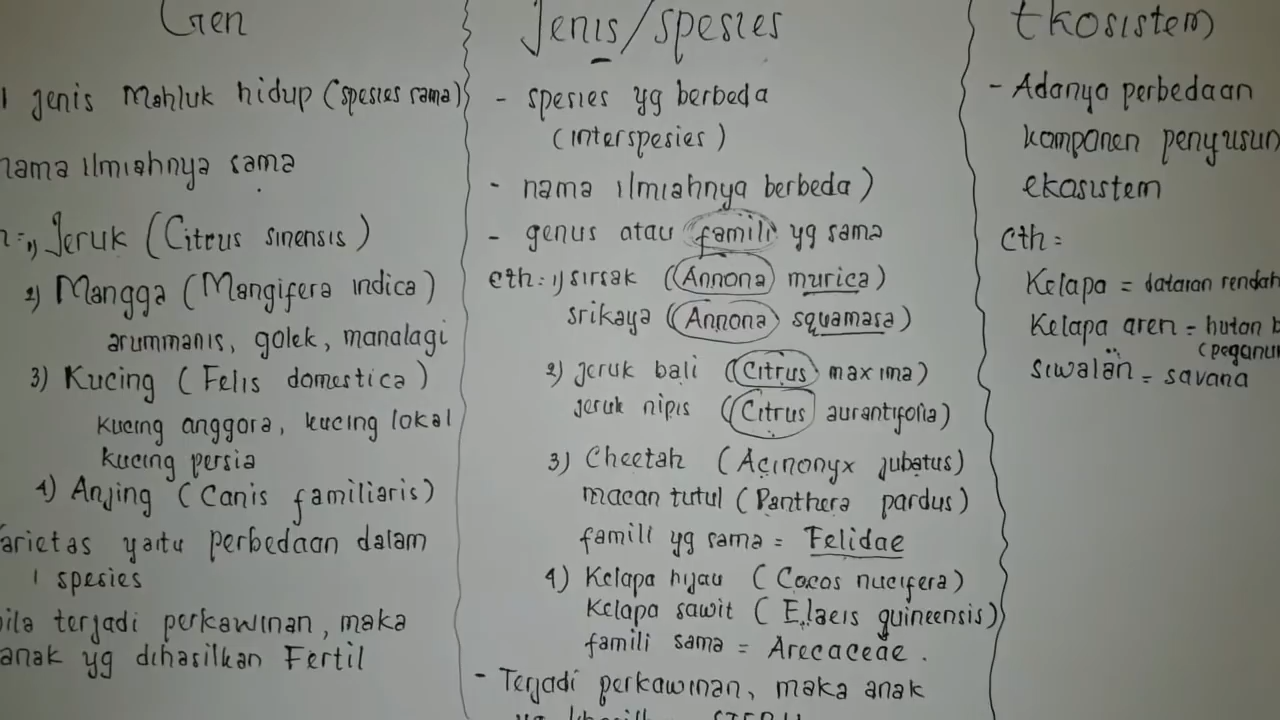 Gen
1 jenis Mahluk hidup (spesies sama)
nama ilmiahnya sama
1) Jeruk (Citrus sinensis)
2) Mangga (Mangifera indica)
arummanis, golek, manalagi
3) Kucing (Felis domestica)
kucing anggora, kucing lokal
kucing persia
4) Anjing (Canis familiaris)
arietas yaitu perbedaan dalam
1 spesies
bila terjadi perkawinan, maka
anak yg dihasilkan Fertil
Jenis/spesies
- spesies yg berbeda
(interspesies)
- nama ilmiahnya berbeda)
- genus atau famili yg sama
cth = 1) sirsak (Annona murica)
srikaya (Annona squamasa)
2) jeruk bali (Citrus maxima)
jeruk nipis (Citrus aurantifolia)
3) Cheetah (Acinonyx jubatus)
macan tutul (Panthera pardus)
famili yg sama = Felidae
4) Kelapa hijau (Cocos nucifera)
Kelapa sawit (Elaeis guineensis)
famili sama = Arecaceae.
- Terjadi perkawinan, maka anak
Ekosistem
- Adanya perbedaan
komponen penyusun
ekosistem
cth =
Kelapa = dataran rendah
Kelapa aren = hutan
siwalan = savana